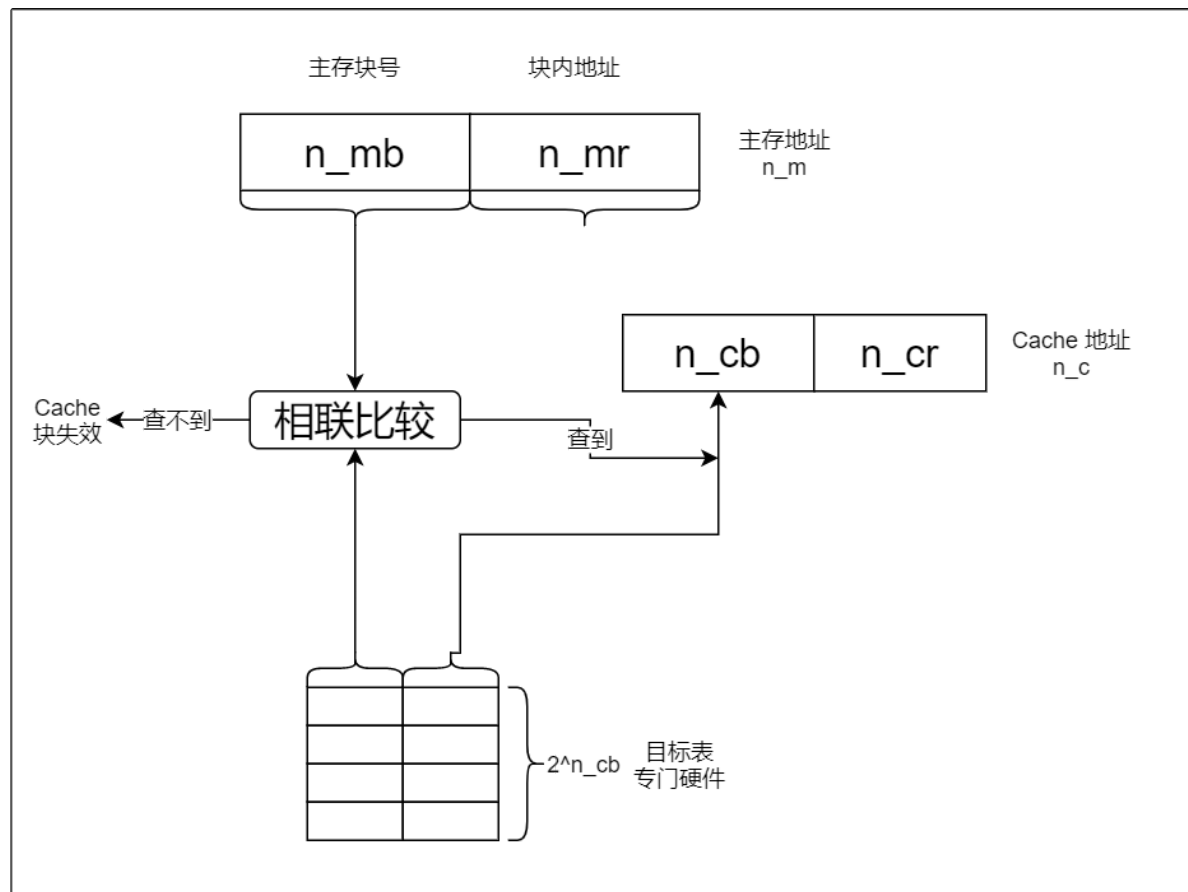 主存块号
块内地址
n_mb
n_mr
主存地址
n_m
n_cb
n_cr
Cache 地址
n_c
Cache
块失效
查不到
相联比较
查到
2^n_cb
目标表
专门硬件